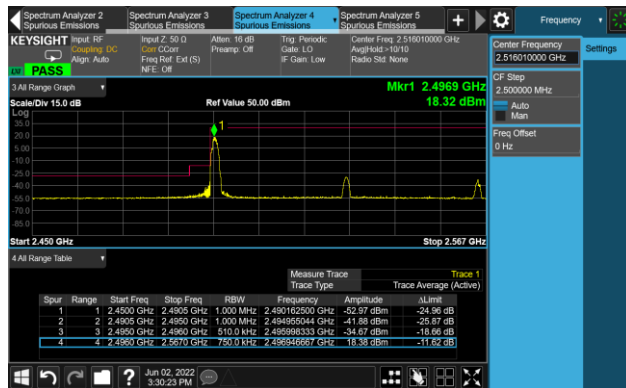 Spectrum Analyzer 2
Spurious Emissions
Spectrum Analyzer 3
Spurious Emissions
Spectrum Analyzer 4
Spurious Emissions
Spectrum Analyzer 5
Spurious Emissions
Frequency
KEYSIGHT
Input: RF
Coupling: DC
Align: Auto
Input Z: 50 Ω
Corr CCorr
Freq Ref: Ext (S)
NFE: Off
Atten: 16 dB
Preamp: Off
Trig: Periodic
Gate: LO
IF Gain: Low
Center Freq: 2.516010000 GHz
Avg|Hold:>10/10
Radio Std: None
PASS
Center Frequency
2.516010000 GHz
Settings
CF Step
2.500000 MHz
Auto
Man
Freq Offset
0 Hz
3 All Range Graph
Mkr1 2.4969 GHz
Scale/Div 15.0 dB
Ref Value 50.00 dBm
18.32 dBm
Log
35.0
20.0
5.00
-10.0
-25.0
-40.0
-55.0
-70.0
-85.0
1
Start 2.450 GHz
Stop 2.567 GHz
4 All Range Table
Measure Trace Trace 1
Trace Type Trace Average (Active)
Spur Range Start Freq Stop Freq RBW Frequency Amplitude ΔLimit
1 1 2.4500 GHz 2.4905 GHz 1.000 MHz 2.490162500 GHz -52.97 dBm -24.96 dB
2 2 2.4905 GHz 2.4950 GHz 1.000 MHz 2.494955044 GHz -41.88 dBm -25.87 dB
3 3 2.4950 GHz 2.4960 GHz 510.0 kHz 2.495998333 GHz -34.67 dBm -18.66 dB
4 4 2.4960 GHz 2.5670 GHz 750.0 kHz 2.496946667 GHz 18.38 dBm -11.62 dB
Jun 02, 2022
3:30:23 PM